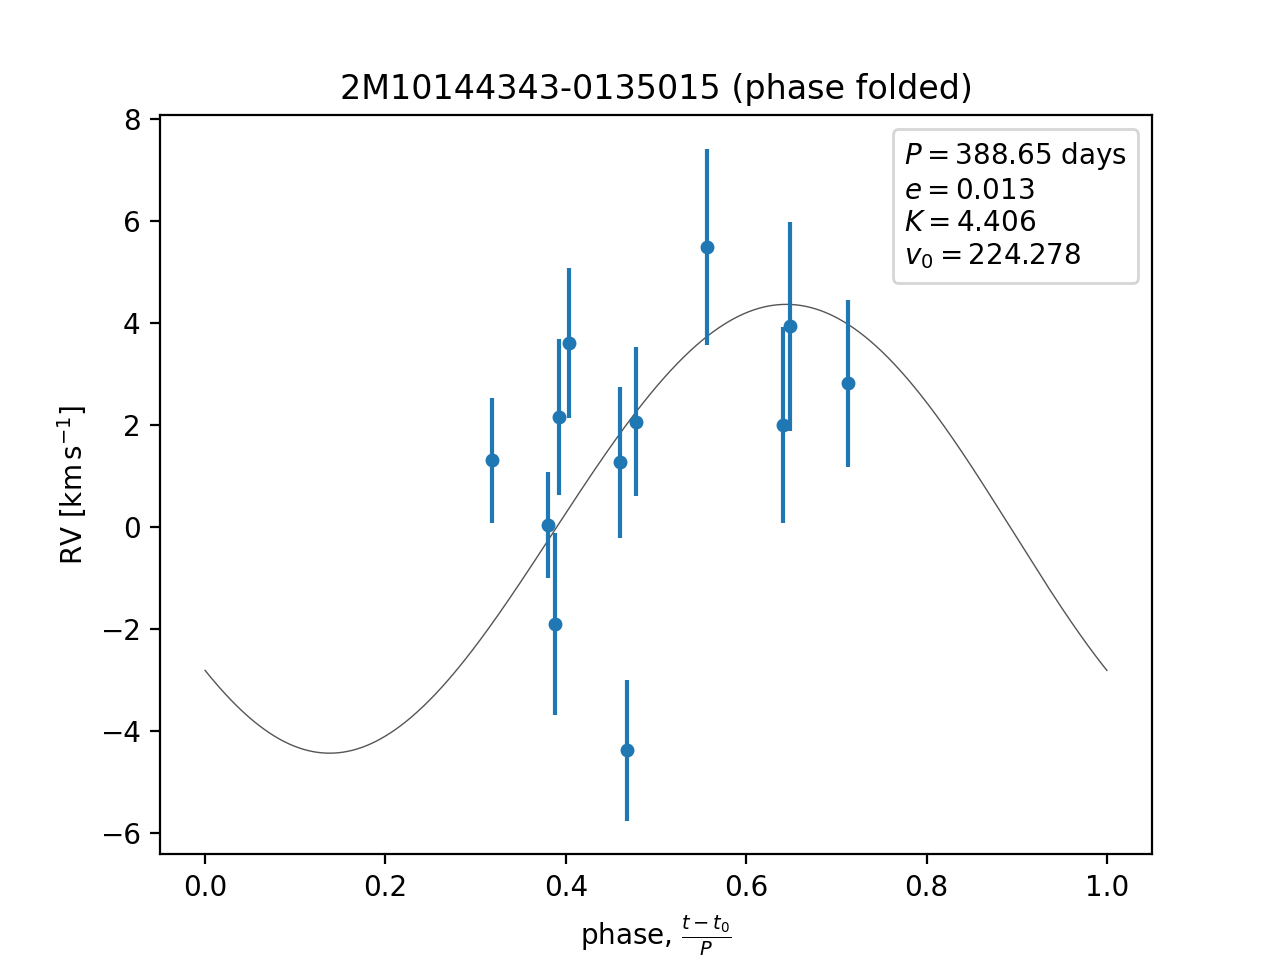 2M10144343-0135015 (phase folded)
P = 388.65 days
e = 0.013
K = 4.406
v₀ = 224.278
8
6
4
2
0
−2
−4
−6
RV [km s⁻¹]
0.0 0.2 0.4 0.6 0.8 1.0
phase, (t − t₀)/P